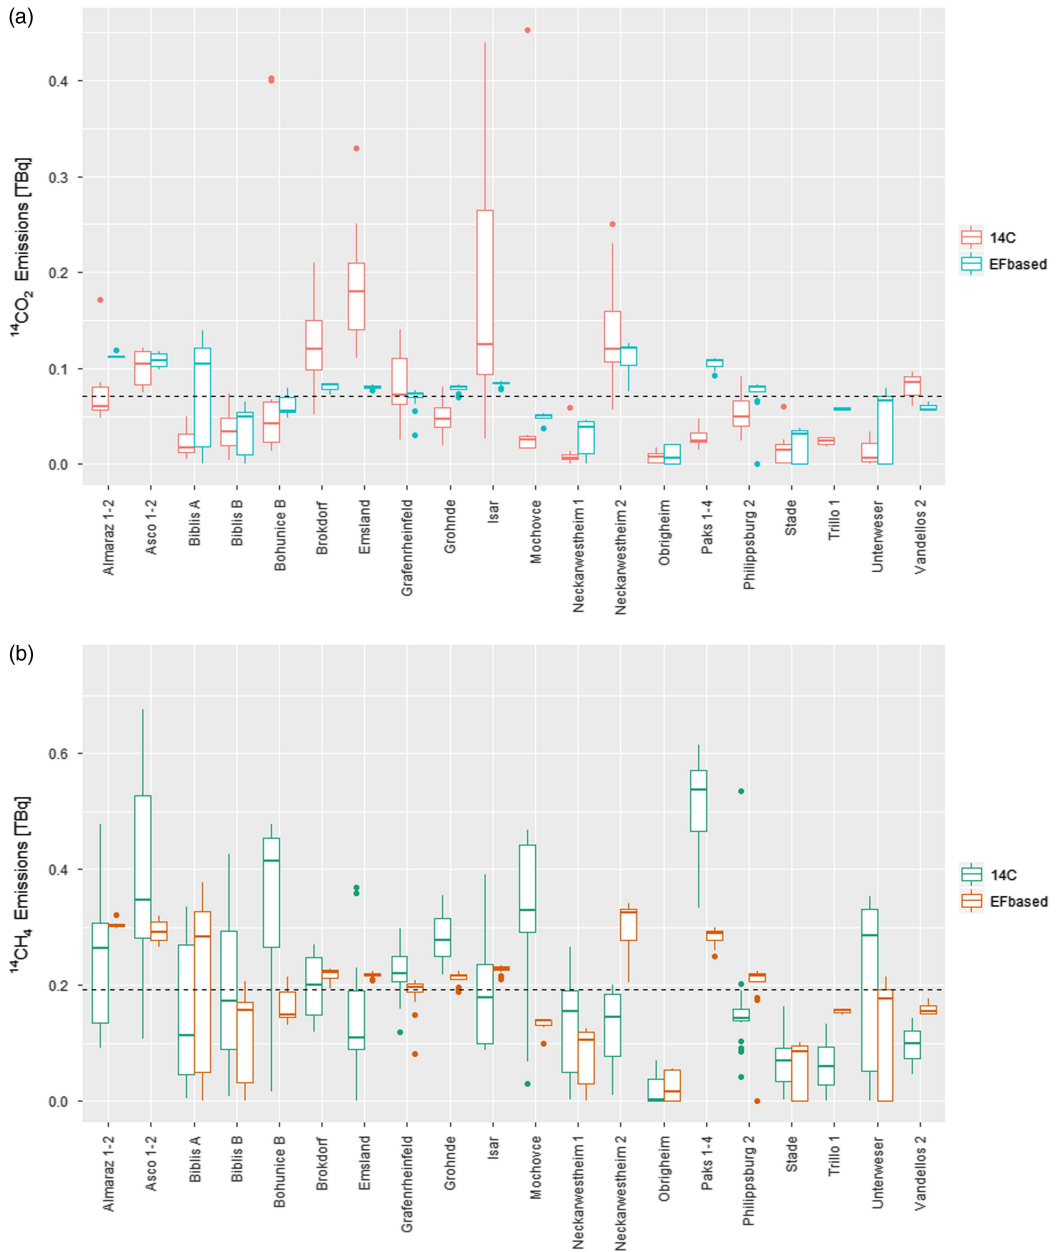 (a)
14CO2 Emissions [TBq]
0.4
0.3
0.2
0.1
0.0
Almaraz 1-2
Asco 1-2
Biblis A
Biblis B
Bohunice B
Brokdorf
Emsland
Grafenrheinfeld
Grohnde
Isar
Mochovce
Neckarwestheim 1
Neckarwestheim 2
Obrigheim
Paks 1-4
Philippsburg 2
Stade
Trillo 1
Unterweser
Vandellos 2
14C
EFbased
(b)
14CH4 Emissions [TBq]
0.6
0.4
0.2
0.0
Almaraz 1-2
Asco 1-2
Biblis A
Biblis B
Bohunice B
Brokdorf
Emsland
Grafenrheinfeld
Grohnde
Isar
Mochovce
Neckarwestheim 1
Neckarwestheim 2
Obrigheim
Paks 1-4
Philippsburg 2
Stade
Trillo 1
Unterweser
Vandellos 2
14C
EFbased